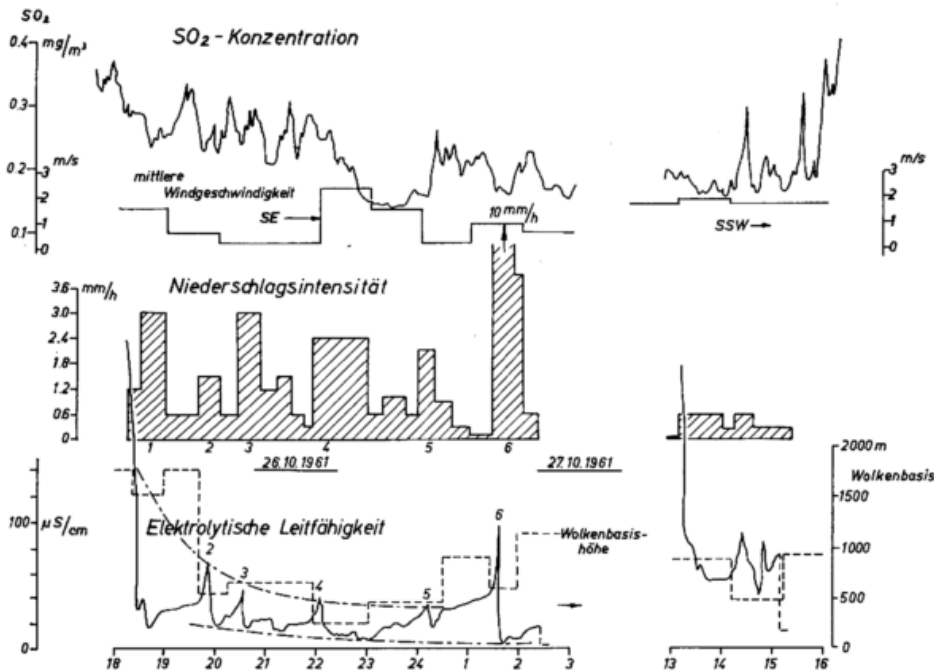 SO₂
mg/m³
SO₂-Konzentration
0.4
0.3
0.2
0.1
m/s
3
2
1
0
mittlere
Windgeschwindigkeit
SE
10 mm/h
SSW
m/s
3
2
1
0
mm/h
Niederschlagsintensität
3.6
3.0
2.4
1.8
1.2
0.6
0
1 2 3 4 5 6
26.10.1961
27.10.1961
µS/cm
Elektrolytische Leitfähigkeit
100
0
2
3
4
5
6
Wolkenbasis-
höhe
2000 m
Wolkenbasis
1500
1000
500
0
18 19 20 21 22 23 24 1 2 3
13 14 15 16